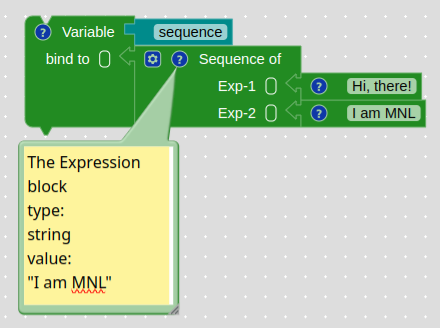 ? Variable sequence
bind to ? Sequence of
Exp-1 ? Hi, there!
Exp-2 ? I am MNL
The Expression
block
type:
string
value:
"I am MNL"